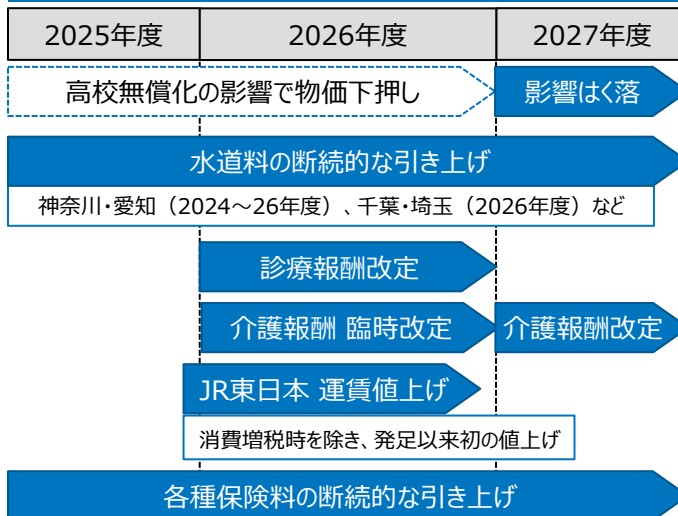 2025年度 2026年度 2027年度
高校無償化の影響で物価下押し 影響はく落
水道料の断続的な引き上げ
神奈川・愛知（2024～26年度）、千葉・埼玉（2026年度）など
診療報酬改定
介護報酬 臨時改定 介護報酬改定
JR東日本 運賃値上げ
消費増税時を除き、発足以来初の値上げ
各種保険料の断続的な引き上げ